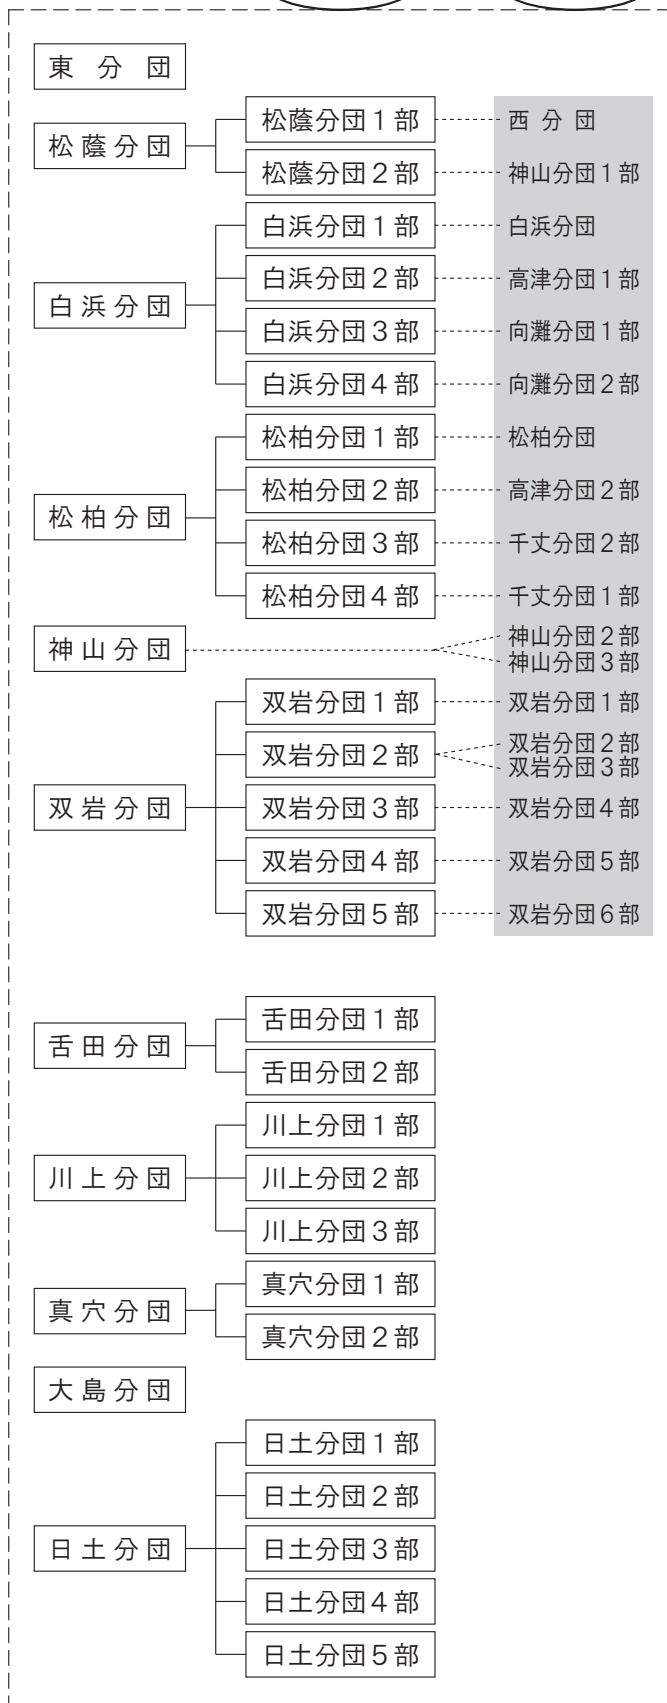 東分団
松蔭分団
松蔭分団1部
西分団
松蔭分団2部
神山分団1部
白浜分団
白浜分団1部
白浜分団
白浜分団2部
高津分団1部
白浜分団3部
向灘分団1部
白浜分団4部
向灘分団2部
松柏分団
松柏分団1部
松柏分団
松柏分団2部
高津分団2部
松柏分団3部
千丈分団2部
松柏分団4部
千丈分団1部
神山分団
神山分団2部
神山分団3部
双岩分団
双岩分団1部
双岩分団1部
双岩分団2部
双岩分団2部
双岩分団3部
双岩分団3部
双岩分団4部
双岩分団4部
双岩分団5部
双岩分団5部
双岩分団6部
舌田分団
舌田分団1部
舌田分団2部
川上分団
川上分団1部
川上分団2部
川上分団3部
真穴分団
真穴分団1部
真穴分団2部
大島分団
日土分団
日土分団1部
日土分団2部
日土分団3部
日土分団4部
日土分団5部